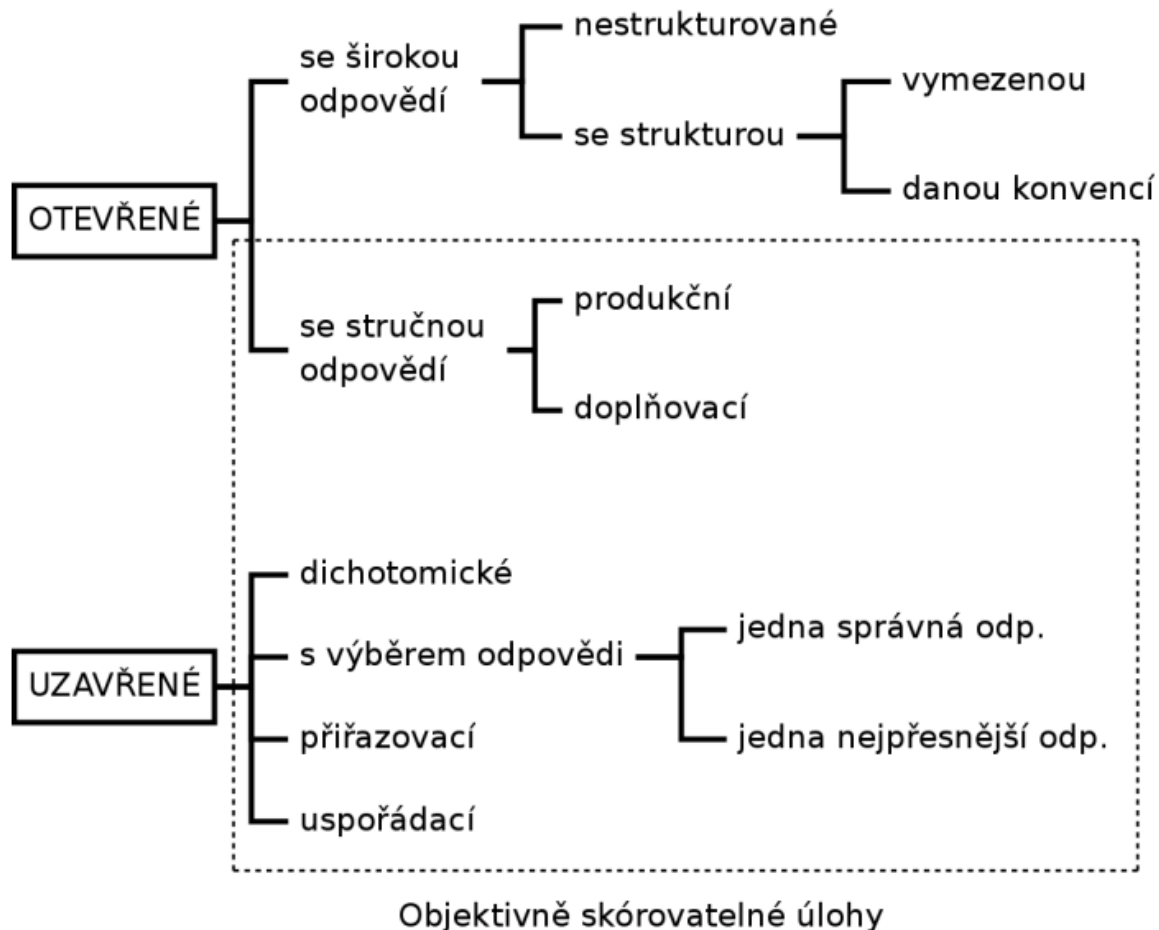 nestrukturované
se širokou
odpovědí
vymezenou
se strukturou
danou konvencí
OTEVŘENÉ
produkční
se stručnou
odpovědí
doplňovací
dichotomické
jedna správná odp.
s výběrem odpovědi
UZAVŘENÉ
přiřazovací
jedna nejpřesnější odp.
uspořádací
Objektivně skórovatelné úlohy